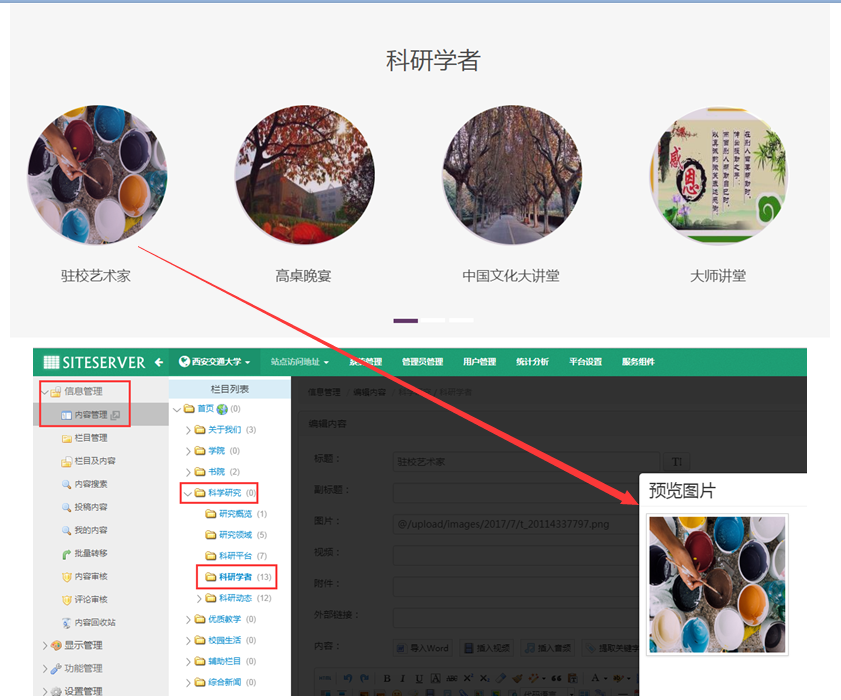 科研学者
驻校艺术家
高桌晚宴
中国文化大讲堂
大师讲堂
感恩
SITESERVER
西安交通大学
站点访问地址
系统管理
管理员管理
用户管理
统计分析
平台设置
服务组件
信息管理
内容管理
栏目管理
栏目及内容
内容搜索
投稿内容
我的内容
批量转移
内容审核
评论审核
内容回收站
显示管理
功能管理
设置管理
栏目列表
首页 (0)
关于我们 (3)
学院 (0)
书院 (2)
科学研究 (0)
研究概览 (1)
研究领域 (5)
科研平台 (7)
科研学者 (13)
科研动态 (12)
优质教学 (0)
校园生活 (0)
辅助栏目 (0)
综合新闻 (0)
信息管理 / 编辑内容 /
编辑内容
标题：
驻校艺术家
副标题：
图片：
@/upload/images/2017/7/t_20114337797.png
视频：
附件：
外部链接：
内容：
导入Word
插入视频
插入音频
提取关键字
预览图片